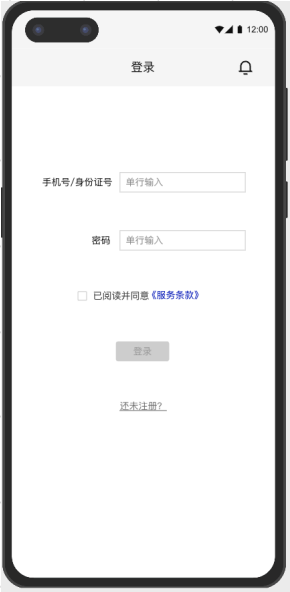 12:00
登录
手机号/身份证号 单行输入
密码 单行输入
已阅读并同意《服务条款》
登录
还未注册?